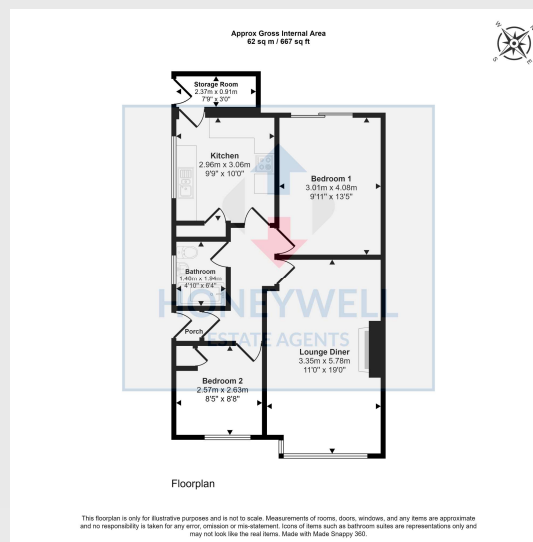 Approx Gross Internal Area
62 sq m / 667 sq ft
N
E
S
W
Storage Room
2.37m x 0.91m
7'9" x 3'0"
Kitchen
2.96m x 3.06m
9'9" x 10'0"
Bedroom 1
3.01m x 4.08m
9'11" x 13'5"
Bathroom
1.48m x 1.94m
4'10" x 6'4"
HONEYWELL
ESTATE AGENTS
Porch
Lounge Diner
3.35m x 5.78m
11'0" x 19'0"
Bedroom 2
2.57m x 2.63m
8'5" x 8'8"
Floorplan
This floorplan is only for illustrative purposes and is not to scale. Measurements of rooms, doors, windows, and any items are approximate
and no responsibility is taken for any error, omission or mis-statement. Icons of items such as bathroom suites are representations only and
may not look like the real items. Made with Made Snappy 360.